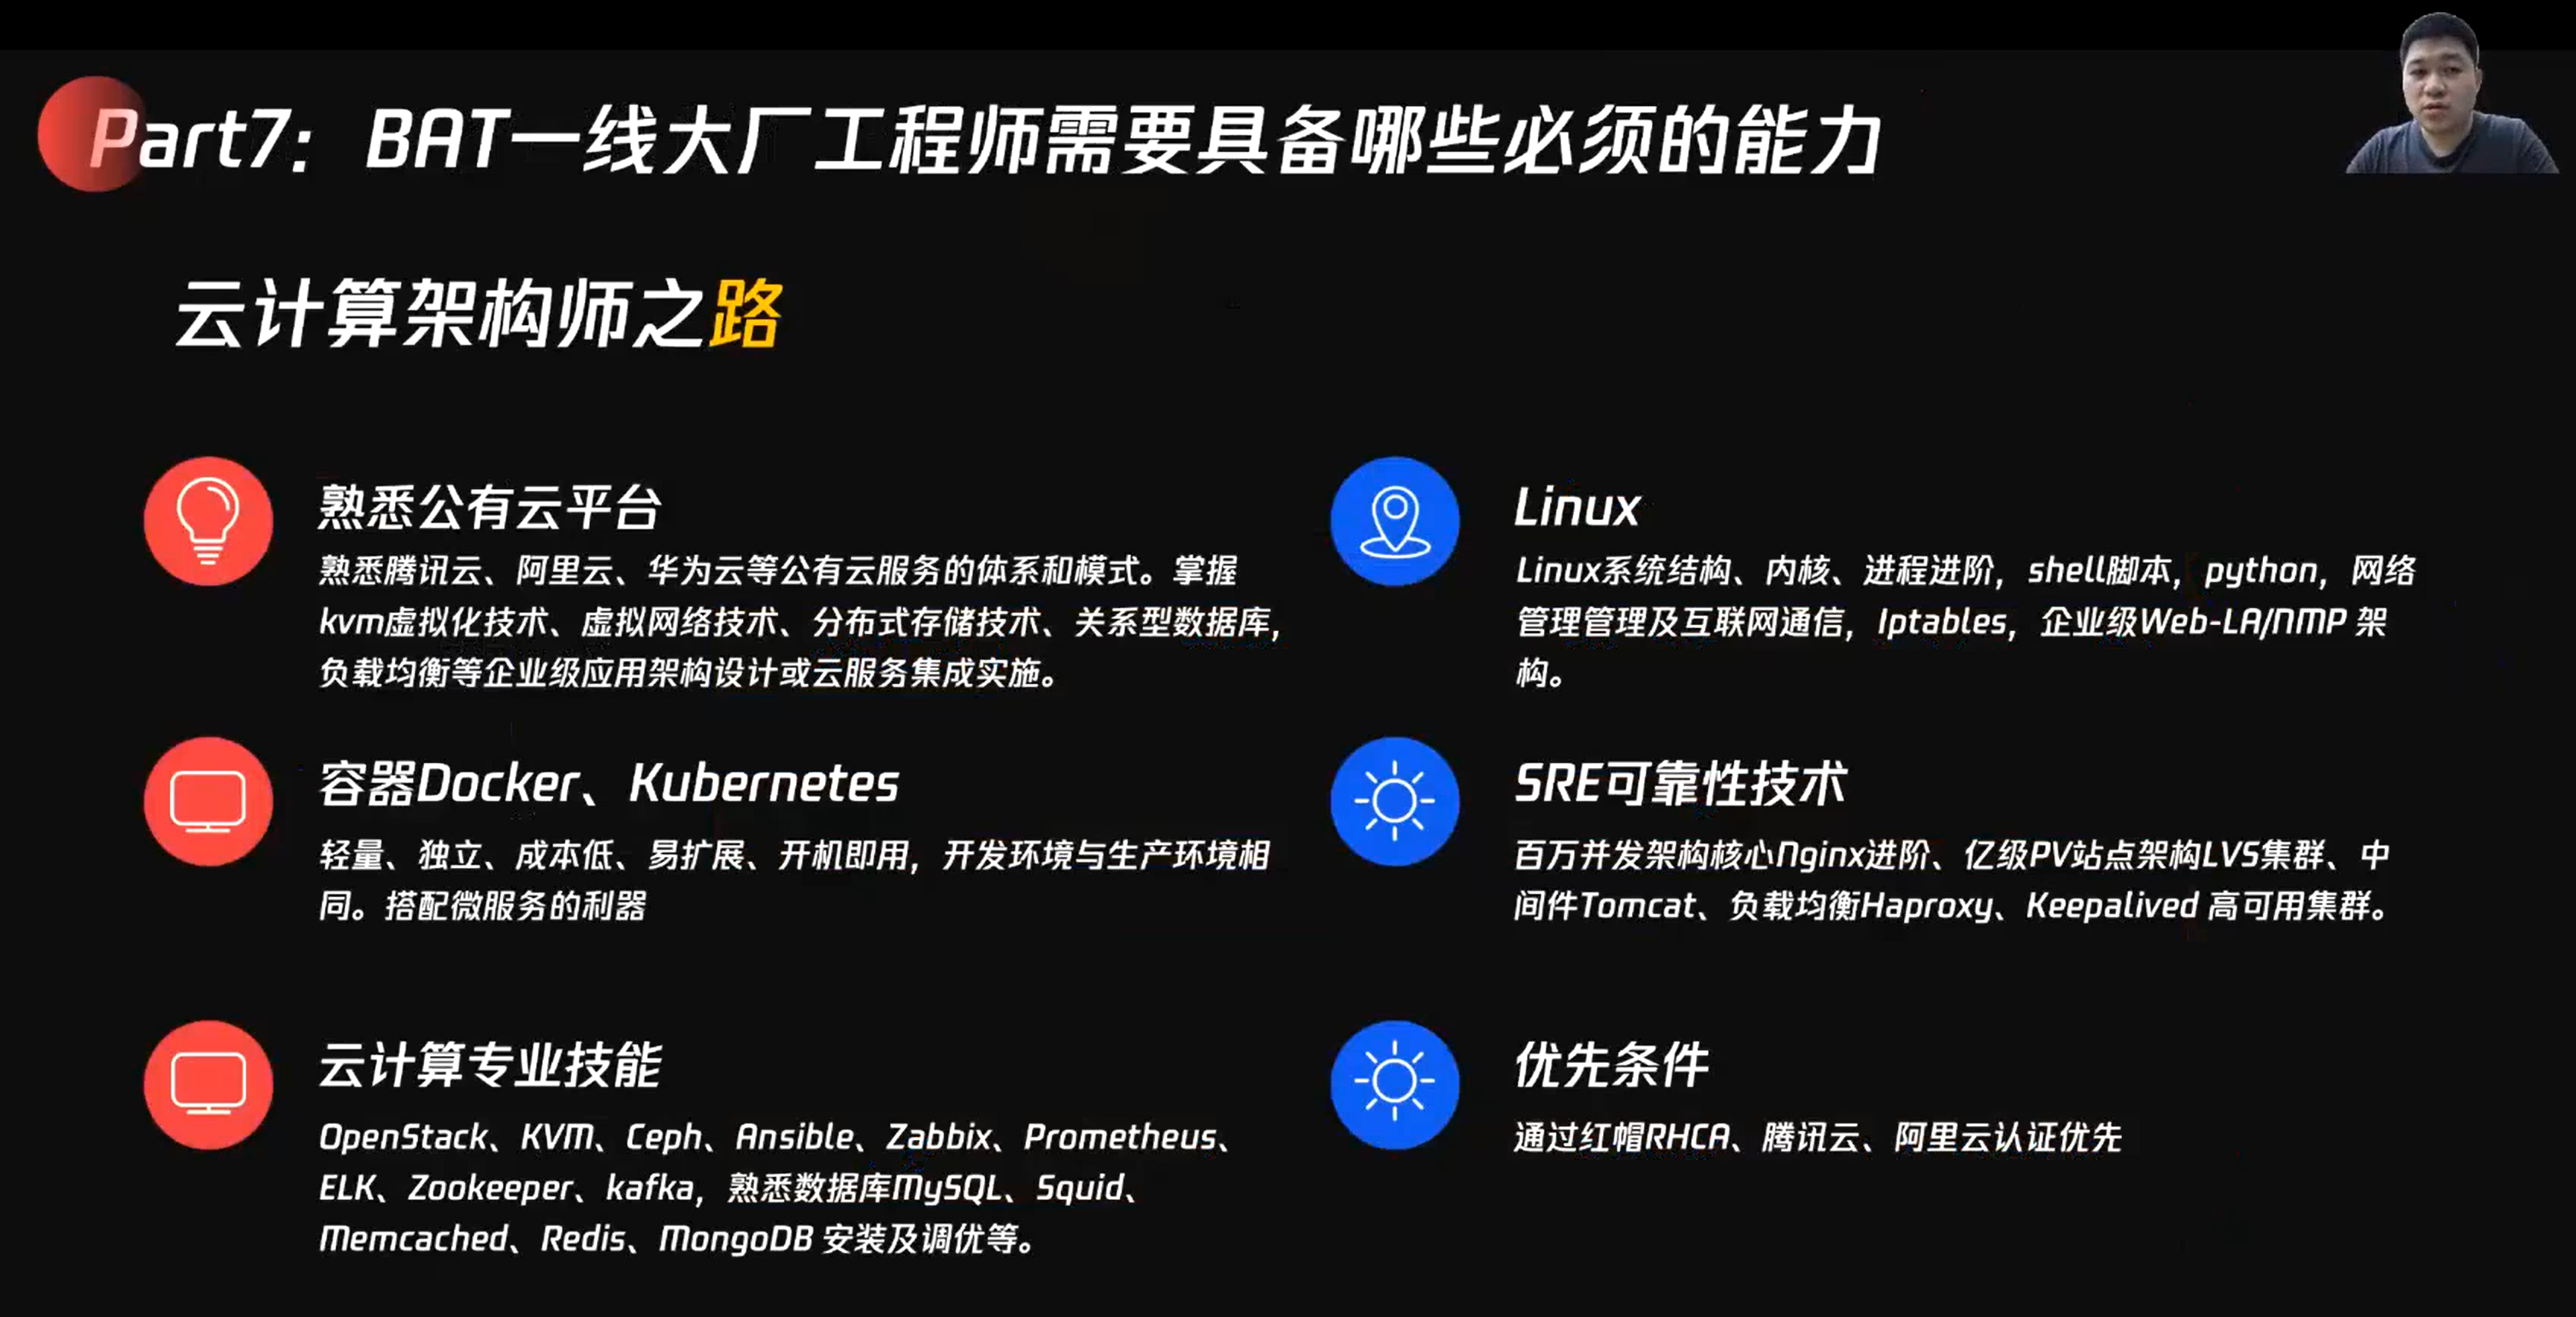 Part7：BAT一线大厂工程师需要具备哪些必须的能力
云计算架构师之路
熟悉公有云平台
熟悉腾讯云、阿里云、华为云等公有云服务的体系和模式。掌握
kvm虚拟化技术、虚拟网络技术、分布式存储技术、关系型数据库，
负载均衡等企业级应用架构设计或云服务集成实施。
Linux
Linux系统结构、内核、进程进阶，shell脚本，python，网络
管理管理及互联网通信，Iptables，企业级Web-LA/NMP 架
构。
容器Docker、Kubernetes
轻量、独立、成本低、易扩展、开机即用，开发环境与生产环境相
同。搭配微服务的利器
SRE可靠性技术
百万并发架构核心Nginx进阶、亿级PV站点架构LVS集群、中
间件Tomcat、负载均衡Haproxy、Keepalived 高可用集群。
云计算专业技能
OpenStack、KVM、Ceph、Ansible、Zabbix、Prometheus、
ELK、Zookeeper、kafka，熟悉数据库MySQL、Squid、
Memcached、Redis、MongoDB 安装及调优等。
优先条件
通过红帽RHCA、腾讯云、阿里云认证优先